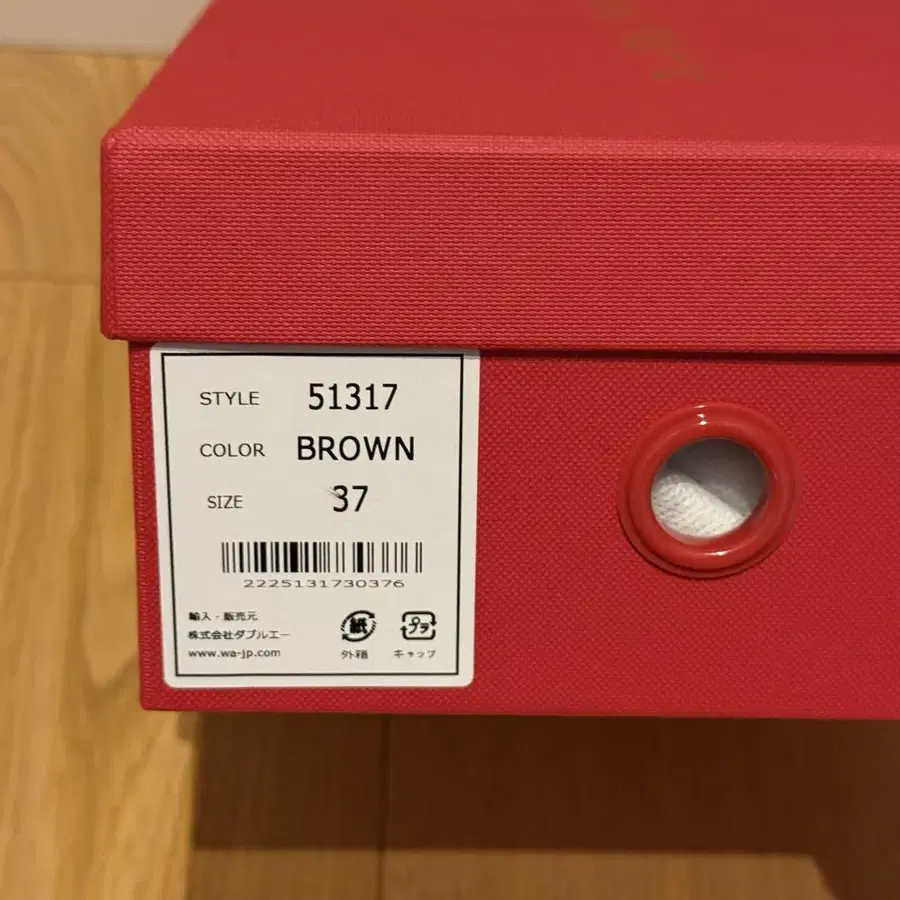 STYLE 51317
COLOR BROWN
SIZE 37
2225131730376
輸入・販売元
株式会社ダブルエー
www.wa-jp.com
紙 プラ
外箱 キャップ